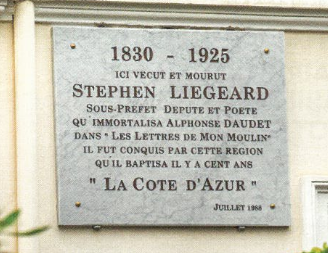 1830 - 1925
ICI VECUT ET MOURUT
STEPHEN LIEGEARD
SOUS-PREFET DEPUTE ET POETE
QU'IMMORTALISA ALPHONSE DAUDET
DANS "LES LETTRES DE MON MOULIN"
IL FUT CONQUIS PAR CETTE REGION
QU'IL BAPTISA IL Y A CENT ANS
" LA COTE D'AZUR "
JUILLET 1988